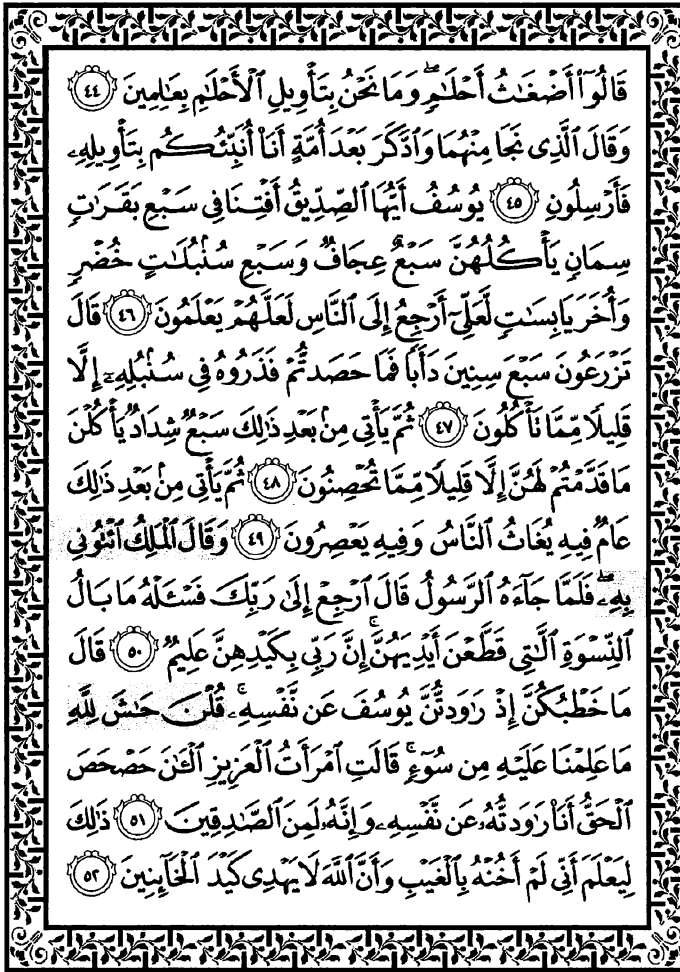 قَالُوٓا۟ أَضْغَـٰثُ أَحْلَـٰمٍۖ وَمَا نَحْنُ بِتَأْوِيلِ ٱلْأَحْلَـٰمِ بِعَـٰلِمِينَ ٤٤
وَقَالَ ٱلَّذِى نَجَا مِنْهُمَا وَٱدَّكَرَ بَعْدَ أُمَّةٍ أَنَا۠ أُنَبِّئُكُم بِتَأْوِيلِهِۦ
فَأَرْسِلُونِ ٤٥ يُوسُفُ أَيُّهَا ٱلصِّدِّيقُ أَفْتِنَا فِى سَبْعِ بَقَرَٰتٍ
سِمَانٍ يَأْكُلُهُنَّ سَبْعٌ عِجَافٌ وَسَبْعِ سُنۢبُلَـٰتٍ خُضْرٍ
وَأُخَرَ يَابِسَـٰتٍ لَّعَلِّىٓ أَرْجِعُ إِلَى ٱلنَّاسِ لَعَلَّهُمْ يَعْلَمُونَ ٤٦ قَالَ
تَزْرَعُونَ سَبْعَ سِنِينَ دَأَبًا فَمَا حَصَدتُّمْ فَذَرُوهُ فِى سُنۢبُلِهِۦٓ إِلَّا
قَلِيلًا مِّمَّا تَأْكُلُونَ ٤٧ ثُمَّ يَأْتِى مِنۢ بَعْدِ ذَٰلِكَ سَبْعٌ شِدَادٌ يَأْكُلْنَ
مَا قَدَّمْتُمْ لَهُنَّ إِلَّا قَلِيلًا مِّمَّا تُحْصِنُونَ ٤٨ ثُمَّ يَأْتِى مِنۢ بَعْدِ ذَٰلِكَ
عَامٌ فِيهِ يُغَاثُ ٱلنَّاسُ وَفِيهِ يَعْصِرُونَ ٤٩ وَقَالَ ٱلْمَلِكُ ٱئْتُونِى
بِهِۦۖ فَلَمَّا جَآءَهُ ٱلرَّسُولُ قَالَ ٱرْجِعْ إِلَىٰ رَبِّكَ فَسْـَٔلْهُ مَا بَالُ
ٱلنِّسْوَةِ ٱلَّـٰتِى قَطَّعْنَ أَيْدِيَهُنَّۚ إِنَّ رَبِّى بِكَيْدِهِنَّ عَلِيمٌ ٥٠ قَالَ
مَا خَطْبُكُنَّ إِذْ رَٰوَدتُّنَّ يُوسُفَ عَن نَّفْسِهِۦۚ قُلْنَ حَـٰشَ لِلَّهِ
مَا عَلِمْنَا عَلَيْهِ مِن سُوٓءٍۚ قَالَتِ ٱمْرَأَتُ ٱلْعَزِيزِ ٱلْـَٔـٰنَ حَصْحَصَ
ٱلْحَقُّ أَنَا۠ رَٰوَدتُّهُۥ عَن نَّفْسِهِۦ وَإِنَّهُۥ لَمِنَ ٱلصَّـٰدِقِينَ ٥١ ذَٰلِكَ
لِيَعْلَمَ أَنِّى لَمْ أَخُنْهُ بِٱلْغَيْبِ وَأَنَّ ٱللَّهَ لَا يَهْدِى كَيْدَ ٱلْخَآئِنِينَ ٥٢